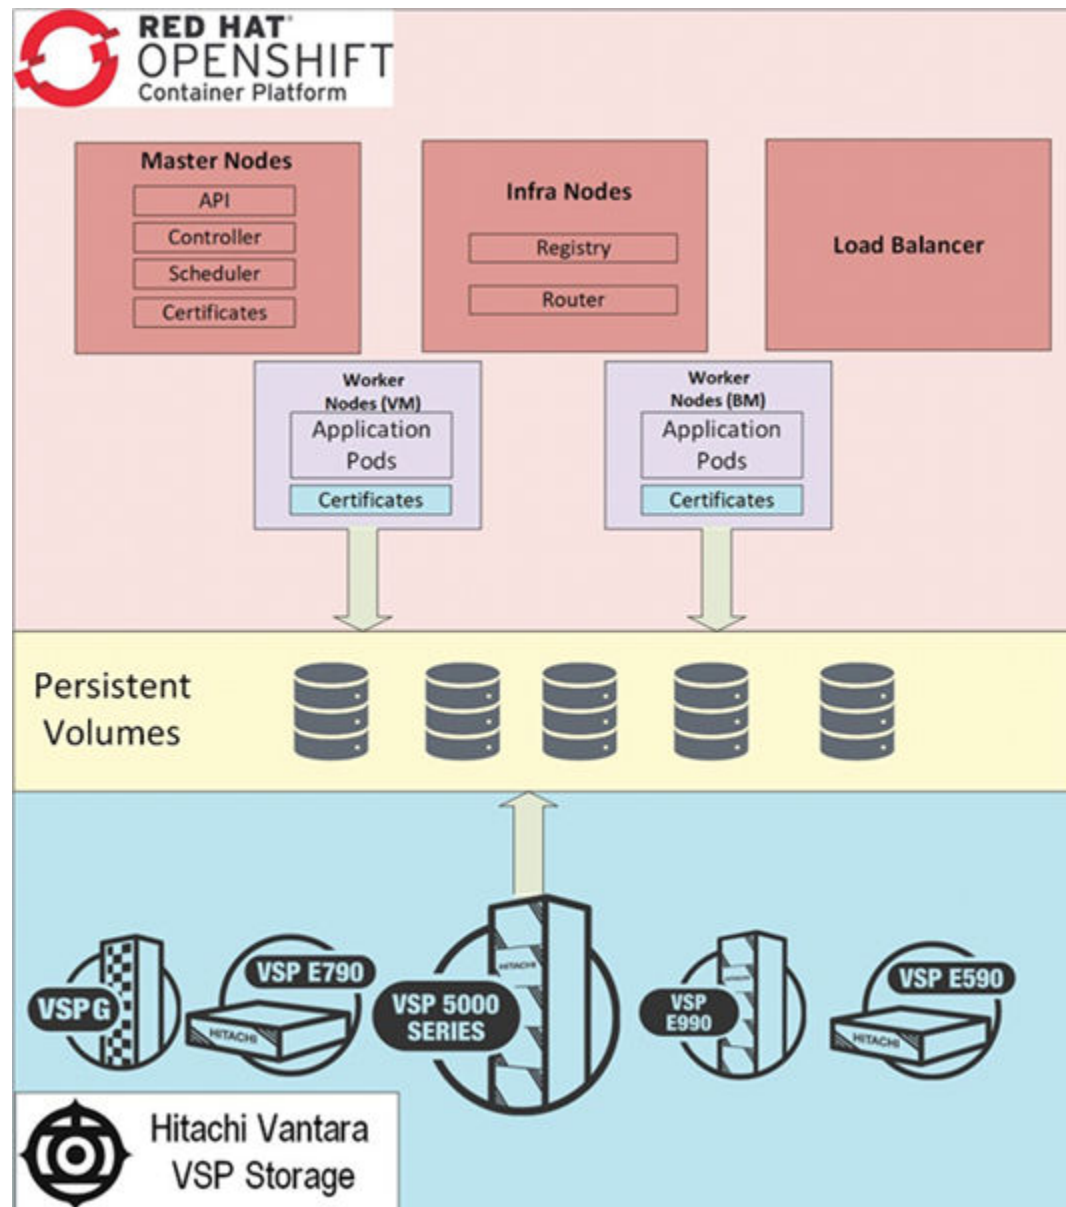 RED HAT®
OPENSHIFT
Container Platform
Master Nodes
API
Controller
Scheduler
Certificates
Infra Nodes
Registry
Router
Load Balancer
Worker
Nodes (VM)
Application
Pods
Certificates
Worker
Nodes (BM)
Application
Pods
Certificates
Persistent
Volumes
VSP G
VSP E790
HITACHI
VSP 5000
SERIES
HITACHI
VSP
E990
HITACHI
VSP E590
HITACHI
Hitachi Vantara
VSP Storage